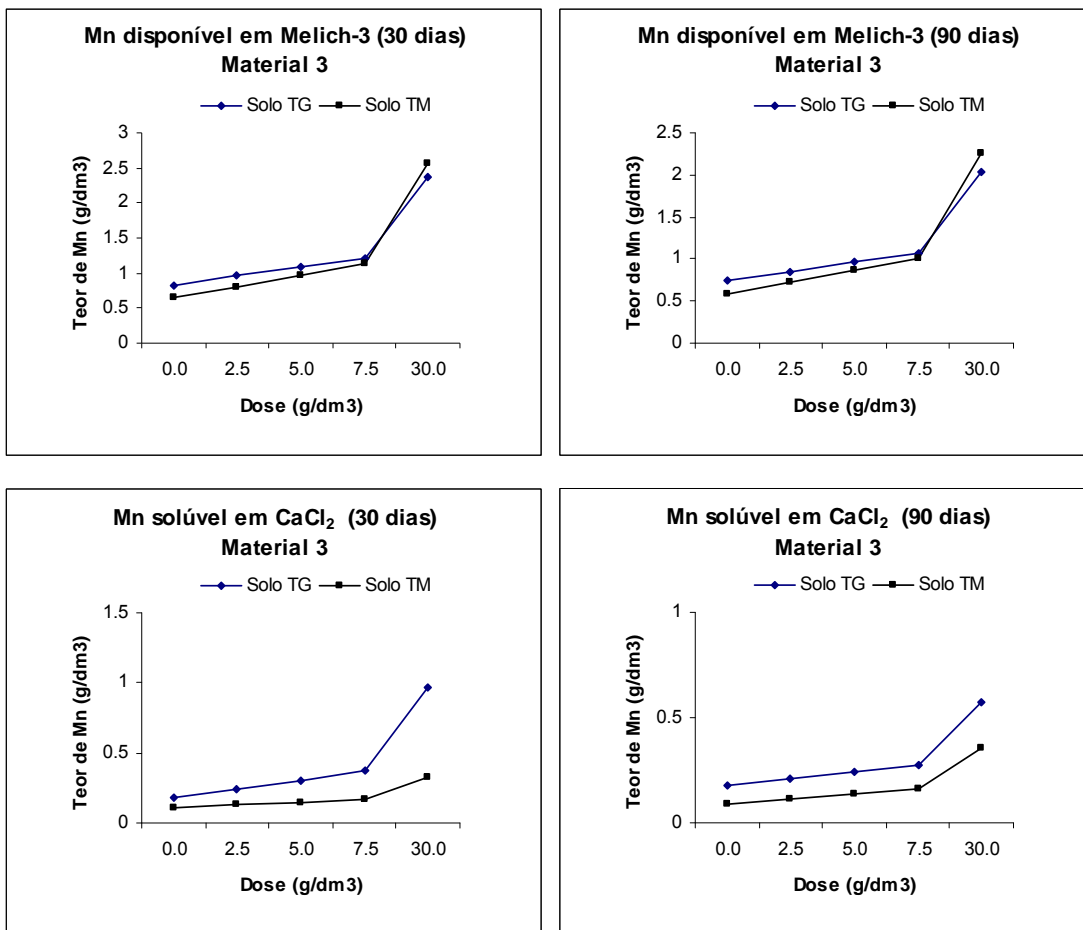 Mn disponível em Melich-3 (30 dias)
Material 3
Solo TG Solo TM
3
2.5
2
1.5
1
0.5
0
Teor de Mn (g/dm3)
0.0 2.5 5.0 7.5 30.0
Dose (g/dm3)
Mn disponível em Melich-3 (90 dias)
Material 3
Solo TG Solo TM
2.5
2
1.5
1
0.5
0
Teor de Mn (g/dm3)
0.0 2.5 5.0 7.5 30.0
Dose (g/dm3)
Mn solúvel em CaCl₂ (30 dias)
Material 3
Solo TG Solo TM
1.5
1
0.5
0
Teor de Mn (g/dm3)
0.0 2.5 5.0 7.5 30.0
Dose (g/dm3)
Mn solúvel em CaCl₂ (90 dias)
Material 3
Solo TG Solo TM
1
0.5
0
Teor de Mn (g/dm3)
0.0 2.5 5.0 7.5 30.0
Dose (g/dm3)